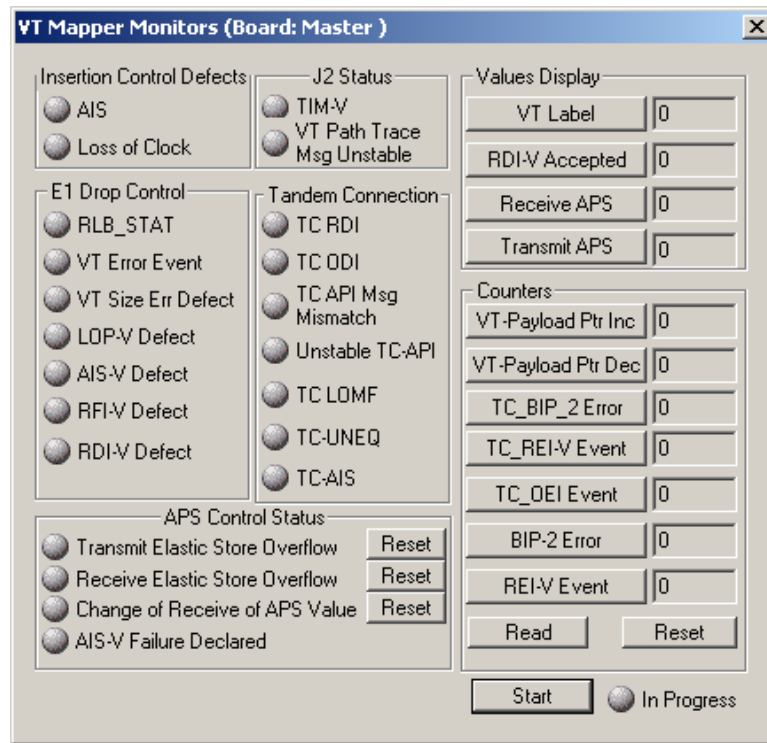 VT Mapper Monitors (Board: Master )
Insertion Control Defects
AIS
Loss of Clock
J2 Status
TIM-V
VT Path Trace
Msg Unstable
Values Display
VT Label 0
RDI-V Accepted 0
Receive APS 0
Transmit APS 0
E1 Drop Control
RLB_STAT
VT Error Event
VT Size Err Defect
LOP-V Defect
AIS-V Defect
RFI-V Defect
RDI-V Defect
Tandem Connection
TC RDI
TC ODI
TC API Msg
Mismatch
Unstable TC-API
TC LOMF
TC-UNEQ
TC-AIS
Counters
VT-Payload Ptr Inc 0
VT-Payload Ptr Dec 0
TC_BIP_2 Error 0
TC_REI-V Event 0
TC_OEI Event 0
BIP-2 Error 0
REI-V Event 0
Read Reset
APS Control Status
Transmit Elastic Store Overflow Reset
Receive Elastic Store Overflow Reset
Change of Receive of APS Value Reset
AIS-V Failure Declared
Start In Progress